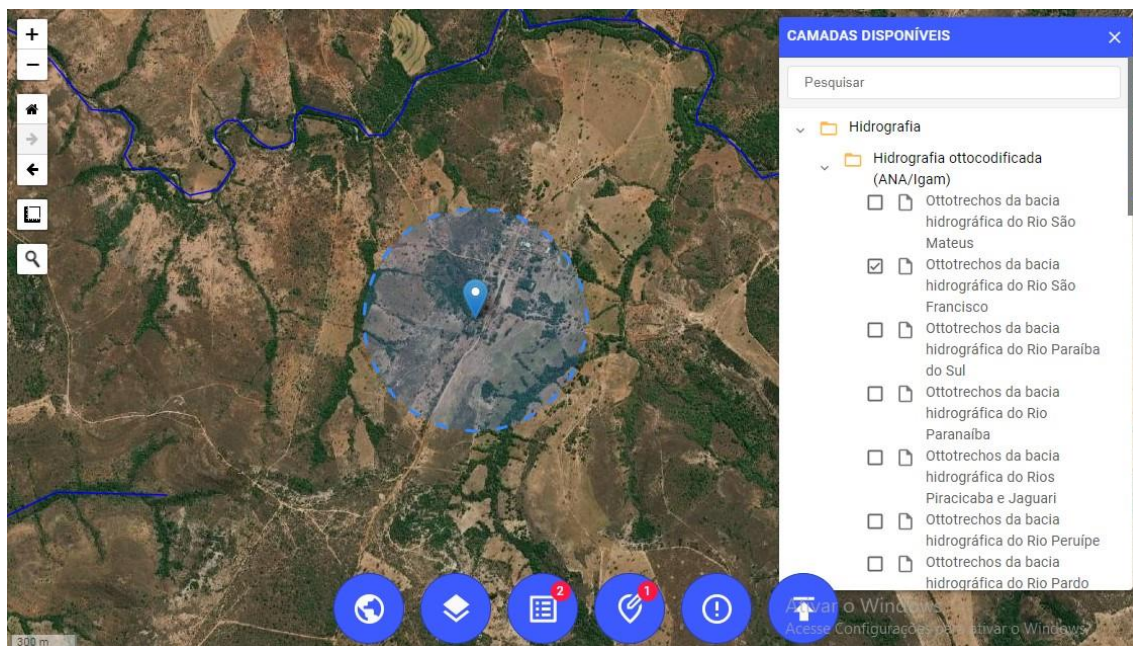 CAMADAS DISPONÍVEIS
Pesquisar
Hidrografia
Hidrografia ottocodificada
(ANA/Igam)
Ottotrechos da bacia
hidrográfica do Rio São
Mateus
Ottotrechos da bacia
hidrográfica do Rio São
Francisco
Ottotrechos da bacia
hidrográfica do Rio Paraíba
do Sul
Ottotrechos da bacia
hidrográfica do Rio
Paranaíba
Ottotrechos da bacia
hidrográfica do Rios
Piracicaba e Jaguari
Ottotrechos da bacia
hidrográfica do Rio Peruípe
Ottotrechos da bacia
hidrográfica do Rio Pardo
2
1
Ativar o Windows
Acesse Configurações para ativar o Windows.
300 m